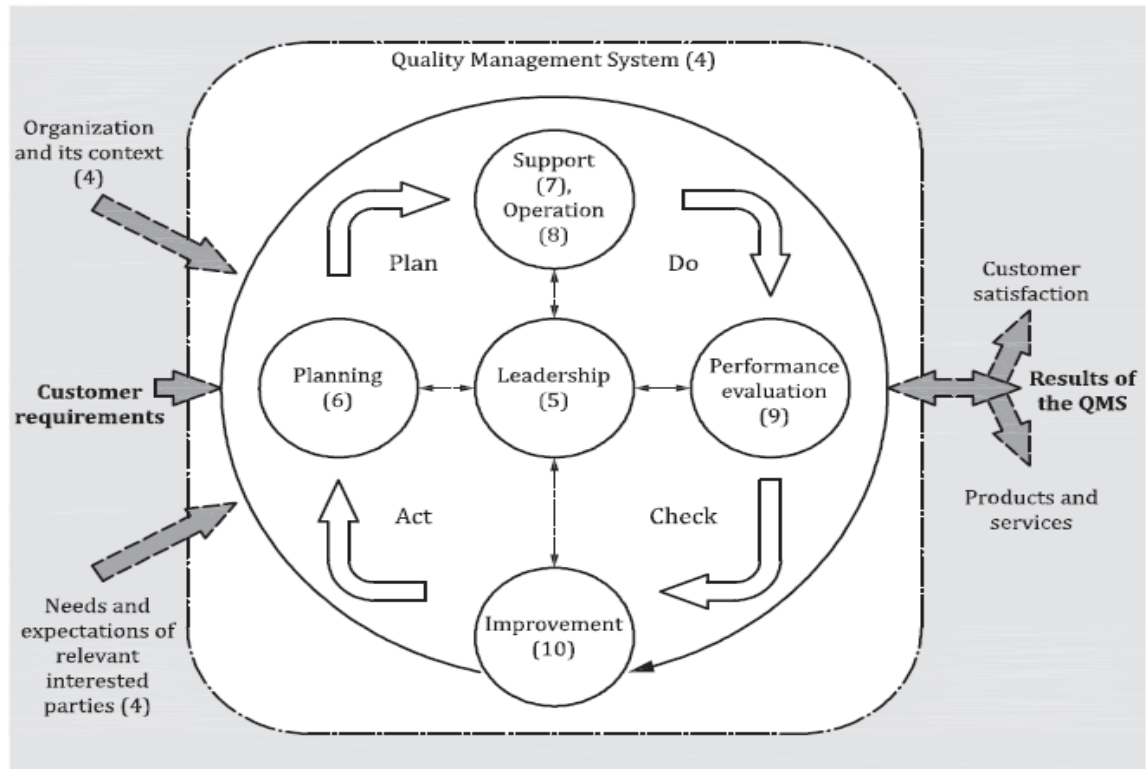 Quality Management System (4)
Organization
and its context
(4)
Support
(7),
Operation
(8)
Plan
Do
Customer
satisfaction
Planning
(6)
Leadership
(5)
Performance
evaluation
(9)
Customer
requirements
Results of
the QMS
Act
Check
Products and
services
Improvement
(10)
Needs and
expectations of
relevant
interested
parties (4)